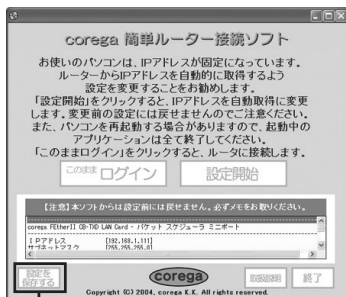 corega 簡単ルーター接続ソフト
お使いのパソコンは、IPアドレスが固定になっています。
ルーターからIPアドレスを自動的に取得するよう
設定を変更することをお勧めします。
「設定開始」をクリックすると、IPアドレスを自動取得に変更
します。変更前の設定には戻せませんのでご注意ください。
また、パソコンを再起動する場合がありますので、起動中の
アプリケーションは全て終了してください。
「このままログイン」をクリックすると、ルータに接続します。
このまま ログイン
設定開始
【注意】本ソフトからは設定前には戻せません。必ずメモをお取りください。
corega FEtherII CB-TXD LAN Card - パケット スケジューラ ミニポート
IPアドレス [192.168.1.111]
サブネットマスク [255.255.255.0]
設定を
保存する
corega
取扱説明
終了
Copyright (C) 2004, corega K.K. All rights reserved.